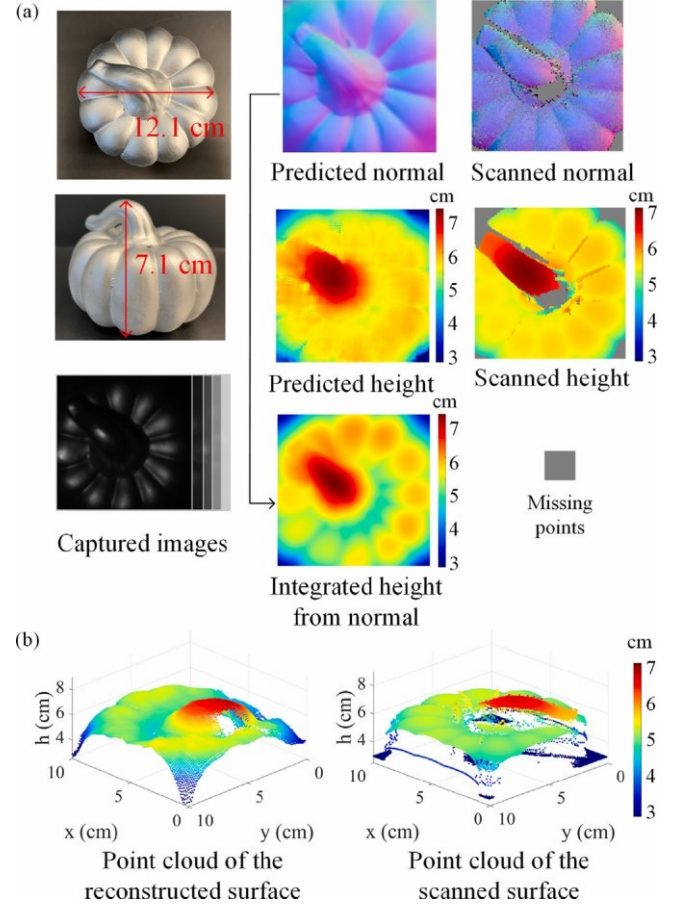 (a)
12.1 cm
7.1 cm
Captured images
Predicted normal
Scanned normal
cm
7
6
5
4
3
Predicted height
cm
7
6
5
4
3
Scanned height
cm
7
6
5
4
3
Integrated height
from normal
Missing
points
(b)
h (cm)
8
6
4
10
5
0
x (cm)
10
5
0
y (cm)
Point cloud of the
reconstructed surface
h (cm)
8
6
4
10
5
0
x (cm)
10
5
0
y (cm)
Point cloud of the
scanned surface
cm
7
6
5
4
3